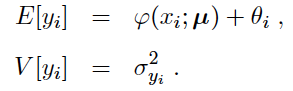 E[y_i] = φ(x_i; μ) + θ_i ,
V[y_i] = σ²_{y_i} .